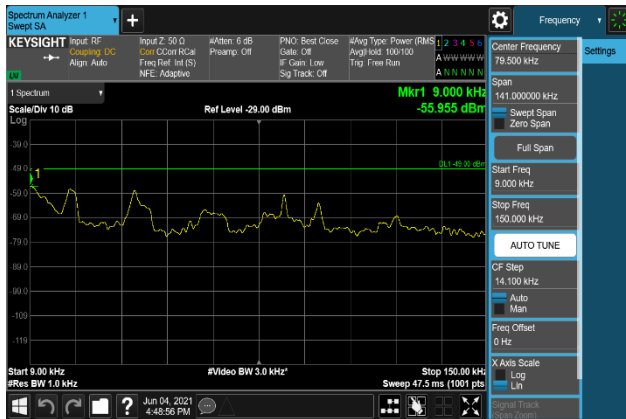 Spectrum Analyzer 1
Swept SA
Frequency
KEYSIGHT
Input: RF
Coupling: DC
Align: Auto
Input Z: 50 Ω
Corr CCorr RCal
Freq Ref: Int (S)
NFE: Adaptive
#Atten: 6 dB
Preamp: Off
PNO: Best Close
Gate: Off
IF Gain: Low
Sig Track: Off
#Avg Type: Power (RMS
Avg|Hold: 100/100
Trig: Free Run
1 2 3 4 5 6
A W W W W W
A N N N N N
LXI
1 Spectrum
Scale/Div 10 dB
Log
Ref Level -29.00 dBm
Mkr1 9.000 kHz
-55.955 dBm
-39.0
-49.0
-59.0
-69.0
-79.0
-89.0
-99.0
-109
-119
1
DL1 -49.00 dBm
Start 9.00 kHz
#Res BW 1.0 kHz
#Video BW 3.0 kHz*
Stop 150.00 kHz
Sweep 47.5 ms (1001 pts
Jun 04, 2021
4:48:56 PM
Center Frequency
79.500 kHz
Settings
Span
141.000000 kHz
Swept Span
Zero Span
Full Span
Start Freq
9.000 kHz
Stop Freq
150.000 kHz
AUTO TUNE
CF Step
14.100 kHz
Auto
Man
Freq Offset
0 Hz
X Axis Scale
Log
Lin
Signal Track
(Span Zoom)